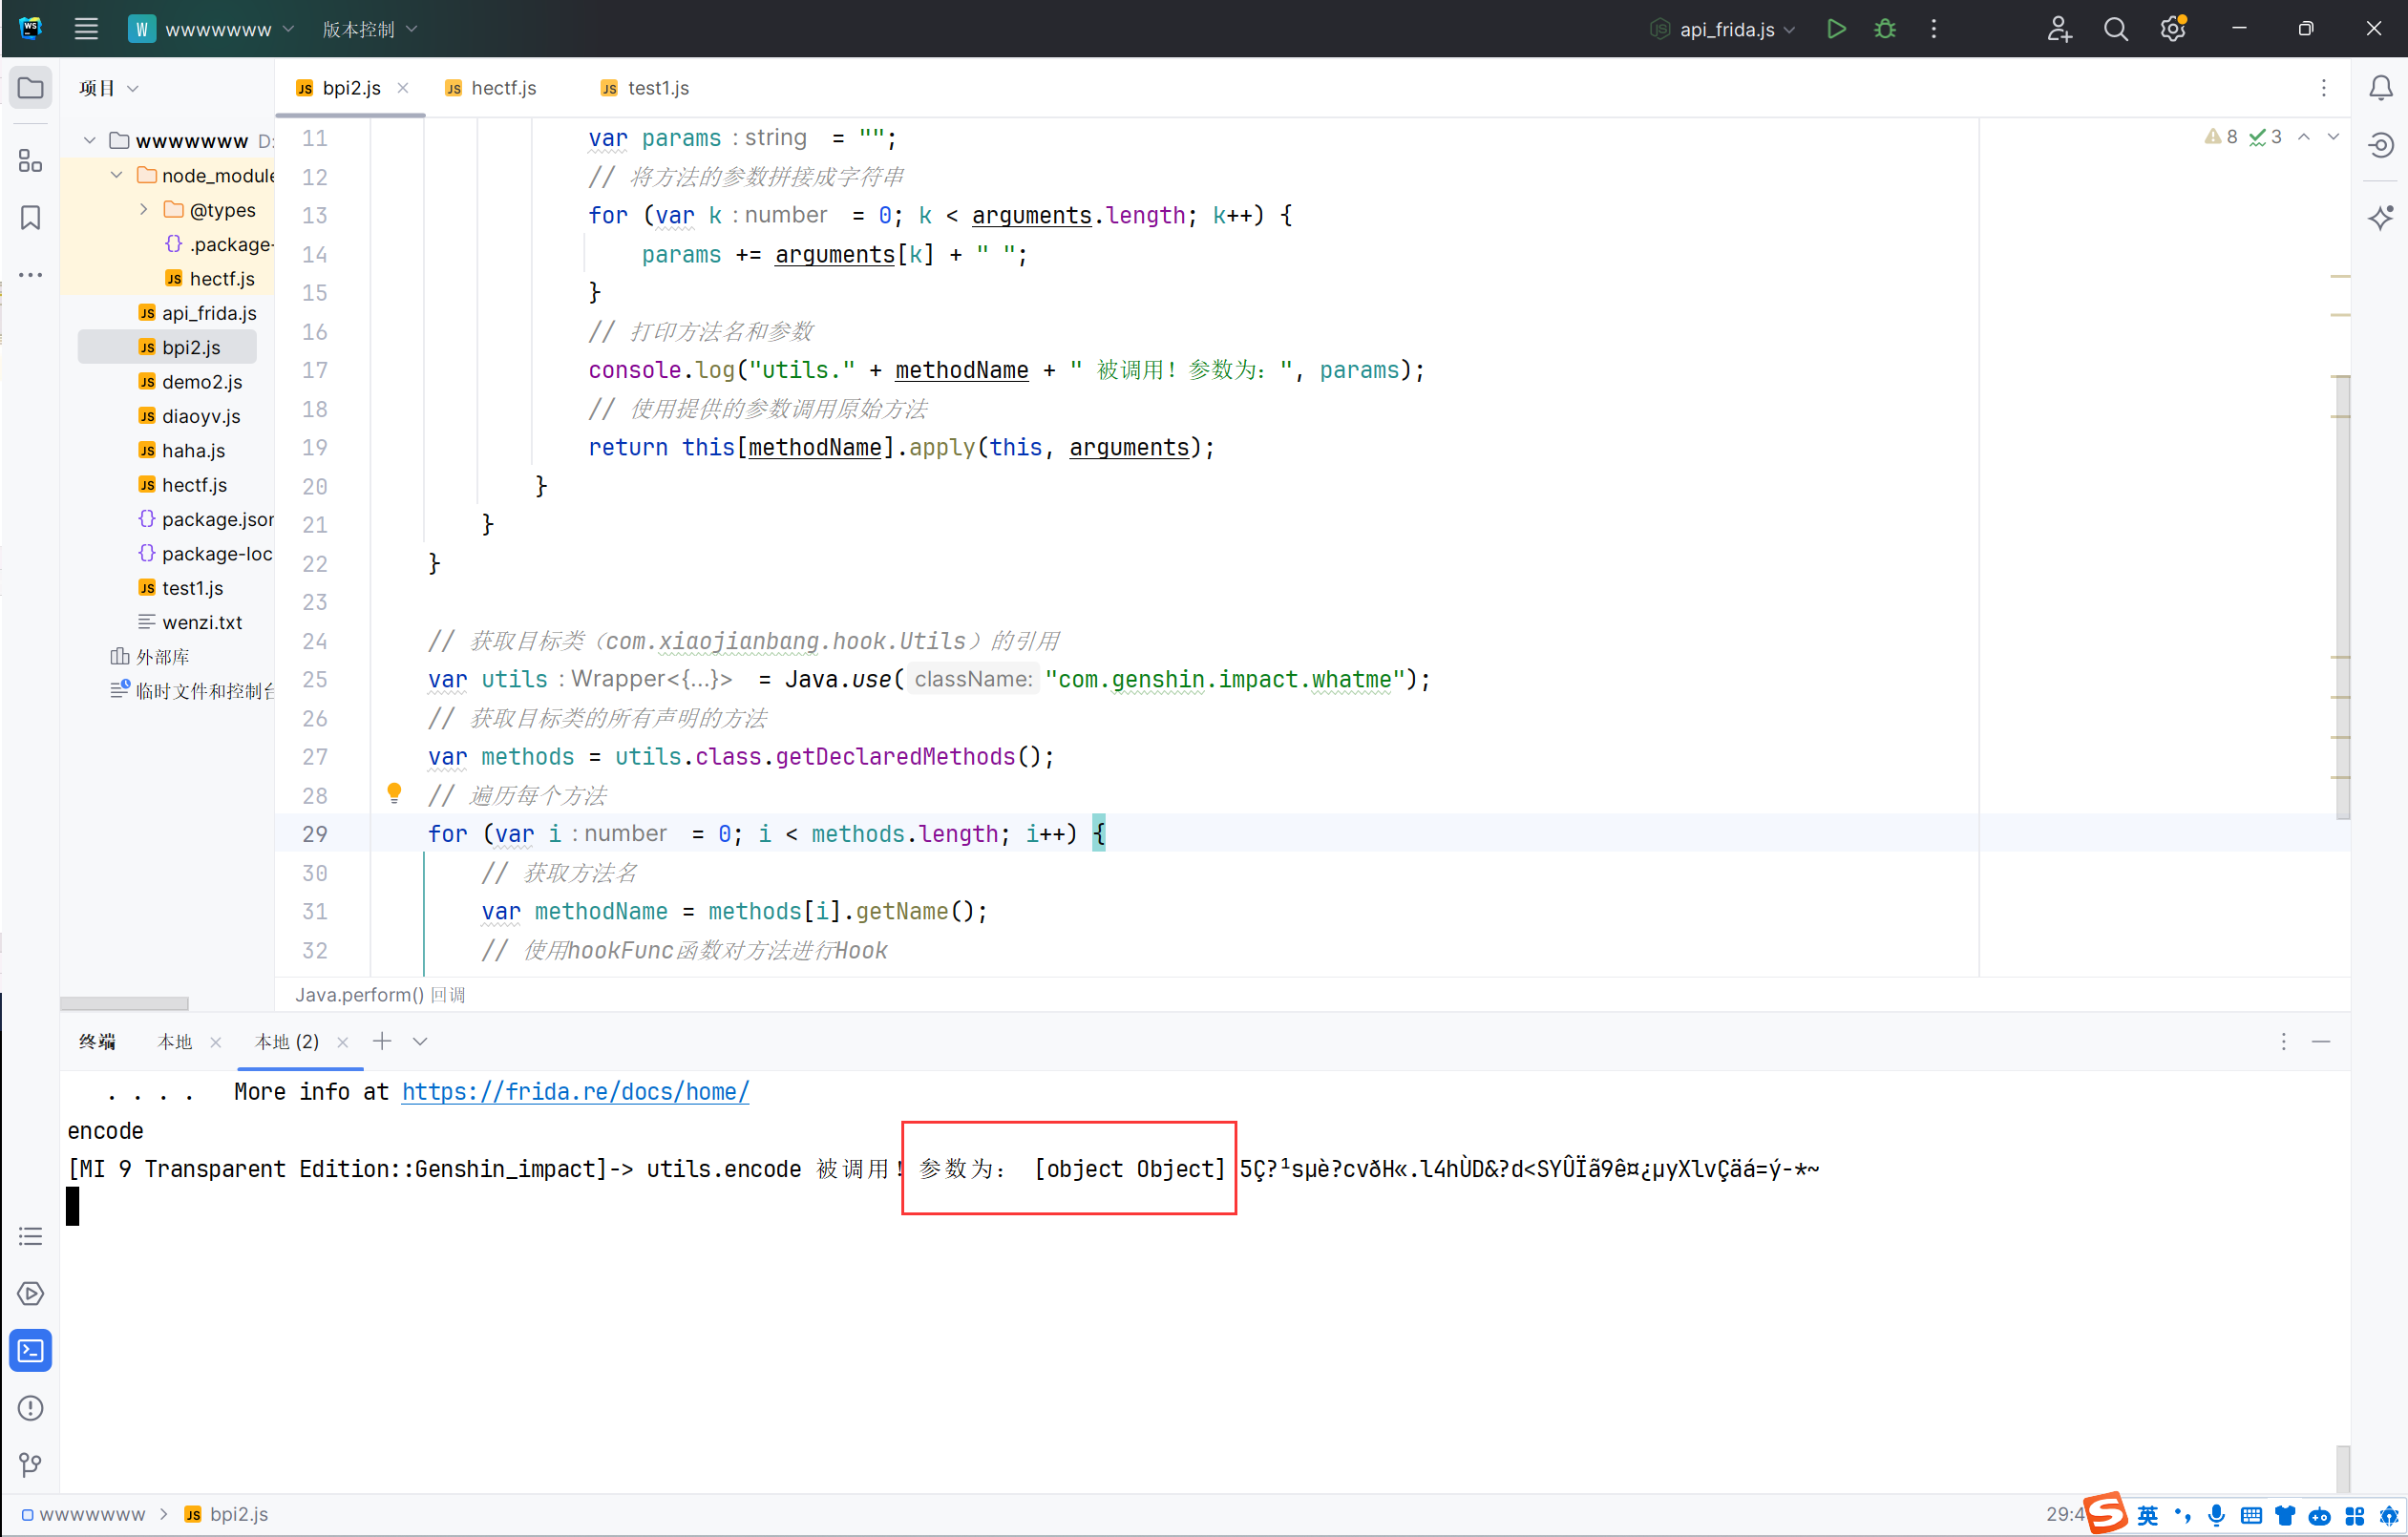 W wwwwwww 版本控制 api_frida.js
项目
bpi2.js hectf.js test1.js
wwwwwww D:
node_module
@types
.package-
hectf.js
api_frida.js
bpi2.js
demo2.js
diaoyv.js
haha.js
hectf.js
package.json
package-loc
test1.js
wenzi.txt
外部库
临时文件和控制台
8 3
11 var params : string = "";
12 // 将方法的参数拼接成字符串
13 for (var k : number = 0; k < arguments.length; k++) {
14 params += arguments[k] + " ";
15 }
16 // 打印方法名和参数
17 console.log("utils." + methodName + " 被调用！参数为：", params);
18 // 使用提供的参数调用原始方法
19 return this[methodName].apply(this, arguments);
20 }
21 }
22 }
23
24 // 获取目标类（com.xiaojianbang.hook.Utils）的引用
25 var utils : Wrapper<{...}> = Java.use( className: "com.genshin.impact.whatme");
26 // 获取目标类的所有声明的方法
27 var methods = utils.class.getDeclaredMethods();
28 // 遍历每个方法
29 for (var i : number = 0; i < methods.length; i++) {
30 // 获取方法名
31 var methodName = methods[i].getName();
32 // 使用hookFunc函数对方法进行Hook
Java.perform() 回调
终端 本地 本地 (2)
. . . . More info at https://frida.re/docs/home/
encode
[MI 9 Transparent Edition::Genshin_impact]-> utils.encode 被调用！参数为： [object Object] 5Ç?¹sµè?cvðH«.l4hÙD&?d<SYÛÏã9ê¤¿µyXlvÇäá=ý-*~
wwwwwww bpi2.js
29:4
英